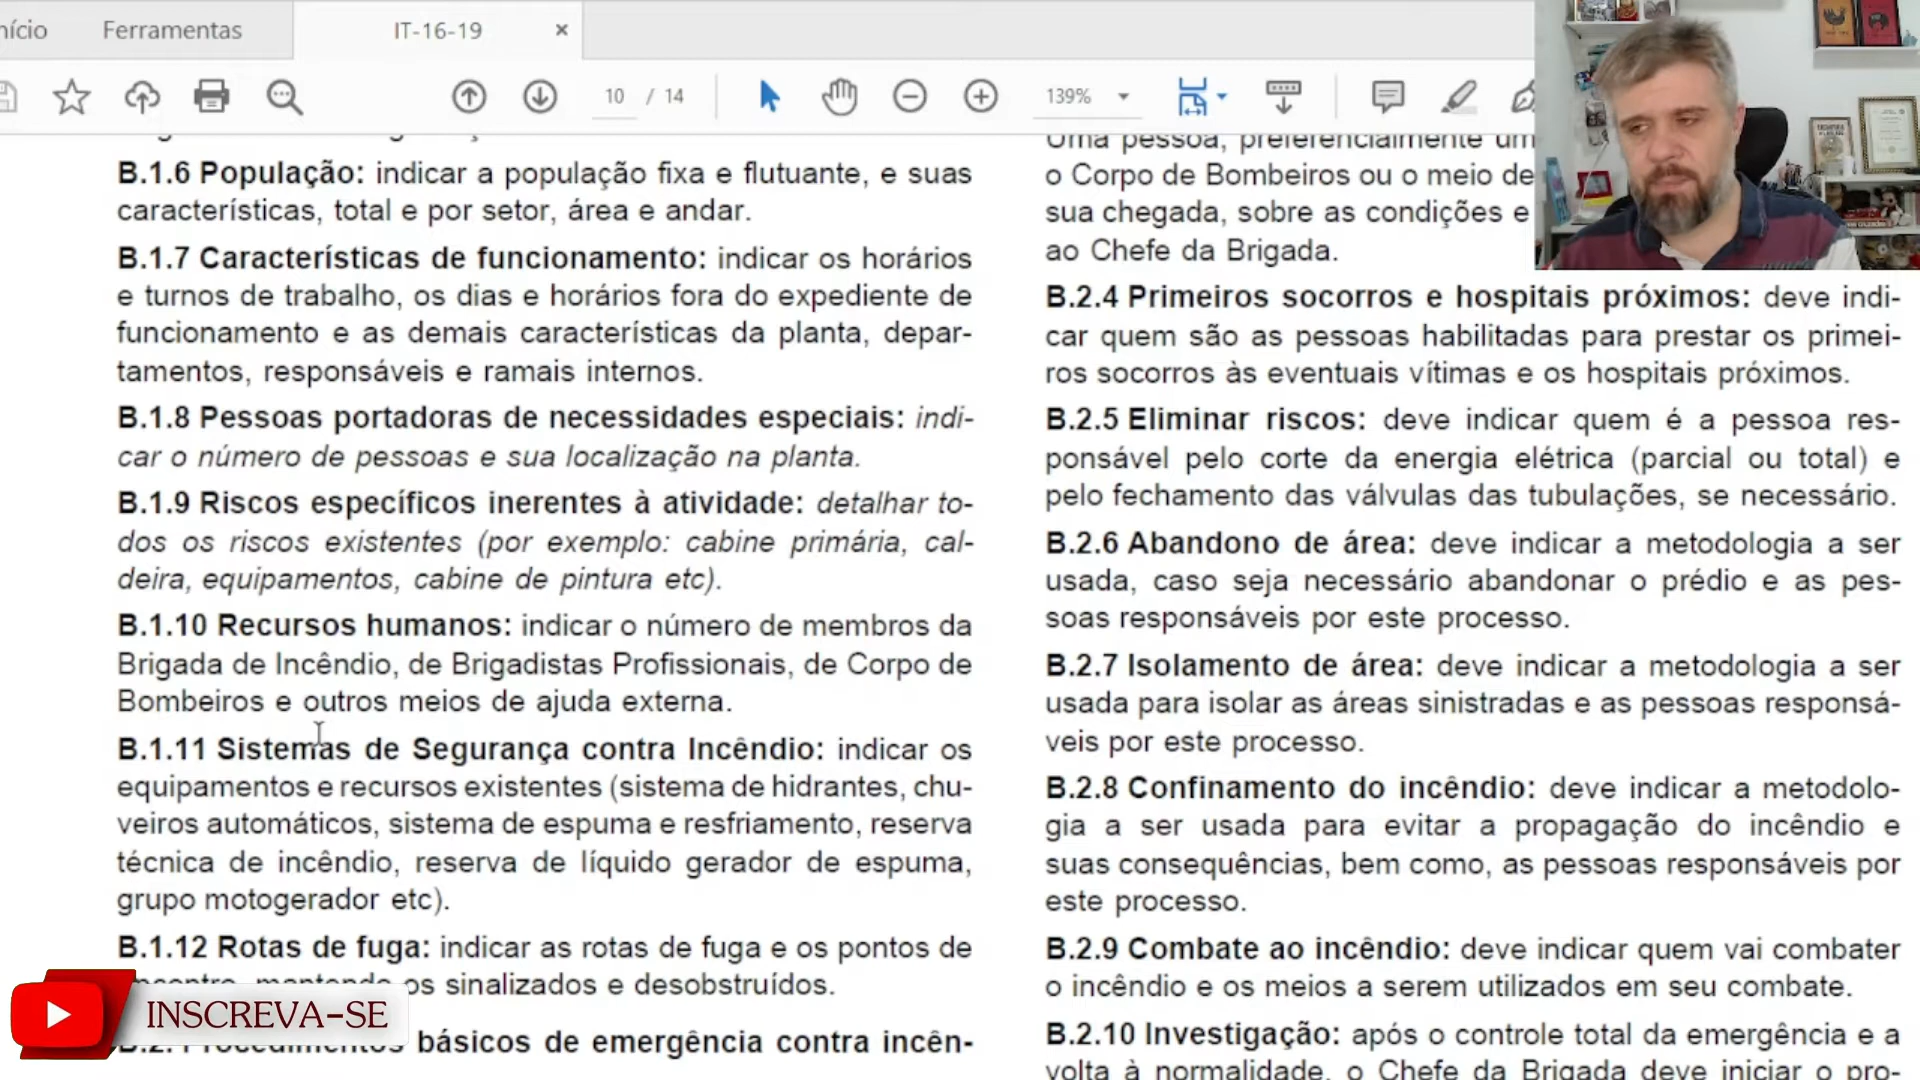 nício
Ferramentas
IT-16-19
10 / 14
139%
B.1.6 População: indicar a população fixa e flutuante, e suas
características, total e por setor, área e andar.
B.1.7 Características de funcionamento: indicar os horários
e turnos de trabalho, os dias e horários fora do expediente de
funcionamento e as demais características da planta, depar-
tamentos, responsáveis e ramais internos.
B.1.8 Pessoas portadoras de necessidades especiais: indi-
car o número de pessoas e sua localização na planta.
B.1.9 Riscos específicos inerentes à atividade: detalhar to-
dos os riscos existentes (por exemplo: cabine primária, cal-
deira, equipamentos, cabine de pintura etc).
B.1.10 Recursos humanos: indicar o número de membros da
Brigada de Incêndio, de Brigadistas Profissionais, de Corpo de
Bombeiros e outros meios de ajuda externa.
B.1.11 Sistemas de Segurança contra Incêndio: indicar os
equipamentos e recursos existentes (sistema de hidrantes, chu-
veiros automáticos, sistema de espuma e resfriamento, reserva
técnica de incêndio, reserva de líquido gerador de espuma,
grupo motogerador etc).
B.1.12 Rotas de fuga: indicar as rotas de fuga e os pontos de
encontro, mantendo os sinalizados e desobstruídos.
B.2. Procedimentos básicos de emergência contra incên-
Uma pessoa, preferencialmente um
o Corpo de Bombeiros ou o meio de
sua chegada, sobre as condições e
ao Chefe da Brigada.
B.2.4 Primeiros socorros e hospitais próximos: deve indi-
car quem são as pessoas habilitadas para prestar os primei-
ros socorros às eventuais vítimas e os hospitais próximos.
B.2.5 Eliminar riscos: deve indicar quem é a pessoa res-
ponsável pelo corte da energia elétrica (parcial ou total) e
pelo fechamento das válvulas das tubulações, se necessário.
B.2.6 Abandono de área: deve indicar a metodologia a ser
usada, caso seja necessário abandonar o prédio e as pes-
soas responsáveis por este processo.
B.2.7 Isolamento de área: deve indicar a metodologia a ser
usada para isolar as áreas sinistradas e as pessoas responsá-
veis por este processo.
B.2.8 Confinamento do incêndio: deve indicar a metodolo-
gia a ser usada para evitar a propagação do incêndio e
suas consequências, bem como, as pessoas responsáveis por
este processo.
B.2.9 Combate ao incêndio: deve indicar quem vai combater
o incêndio e os meios a serem utilizados em seu combate.
B.2.10 Investigação: após o controle total da emergência e a
volta à normalidade, o Chefe da Brigada deve iniciar o pro-
INSCREVA-SE